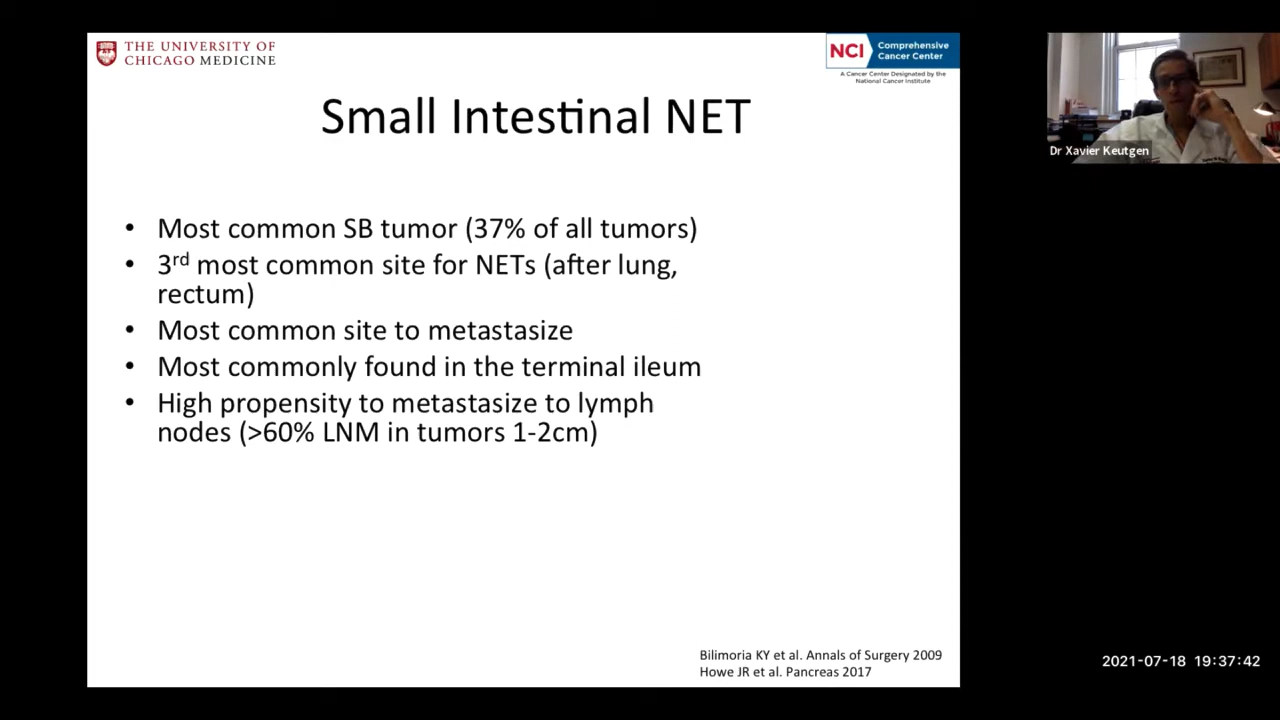 THE UNIVERSITY OF
CHICAGO MEDICINE
NCI
Comprehensive
Cancer Center
A Cancer Center Designated by the
National Cancer Institute
Small Intestinal NET
• Most common SB tumor (37% of all tumors)
• 3rd most common site for NETs (after lung,
rectum)
• Most common site to metastasize
• Most commonly found in the terminal ileum
• High propensity to metastasize to lymph
nodes (>60% LNM in tumors 1-2cm)
Bilimoria KY et al. Annals of Surgery 2009
Howe JR et al. Pancreas 2017
Dr Xavier Keutgen
2021-07-18 19:37:42